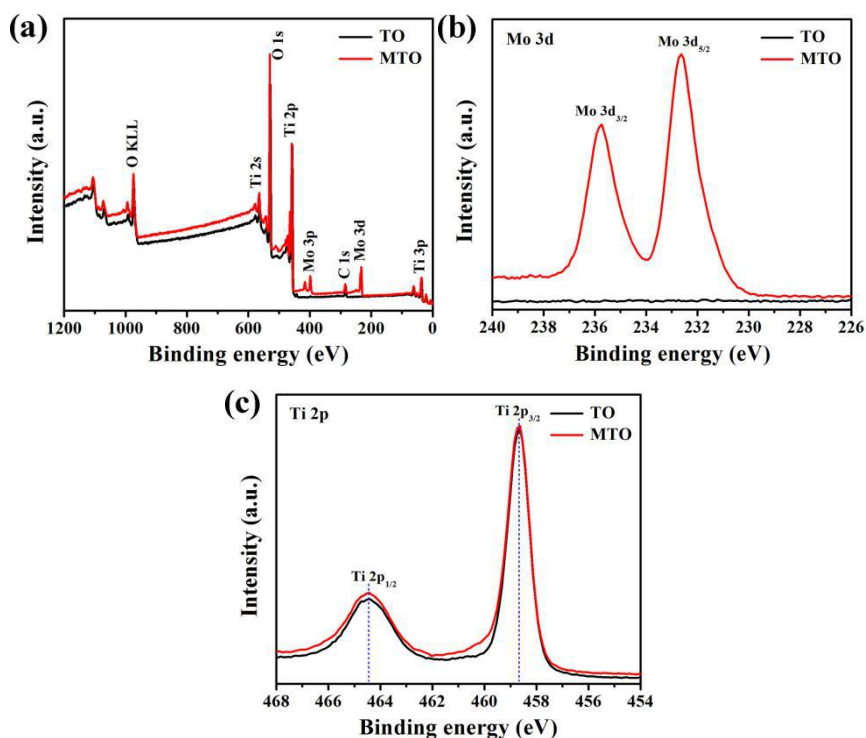 (a)
TO
MTO
O 1s
Ti 2p
O KLL
Ti 2s
Mo 3p
C 1s
Mo 3d
Ti 3p
Intensity (a.u.)
1200 1000 800 600 400 200 0
Binding energy (eV)
(b)
Mo 3d
Mo 3d5/2
TO
MTO
Mo 3d3/2
Intensity (a.u.)
240 238 236 234 232 230 228 226
Binding energy (eV)
(c)
Ti 2p
Ti 2p3/2
TO
MTO
Ti 2p1/2
Intensity (a.u.)
468 466 464 462 460 458 456 454
Binding energy (eV)